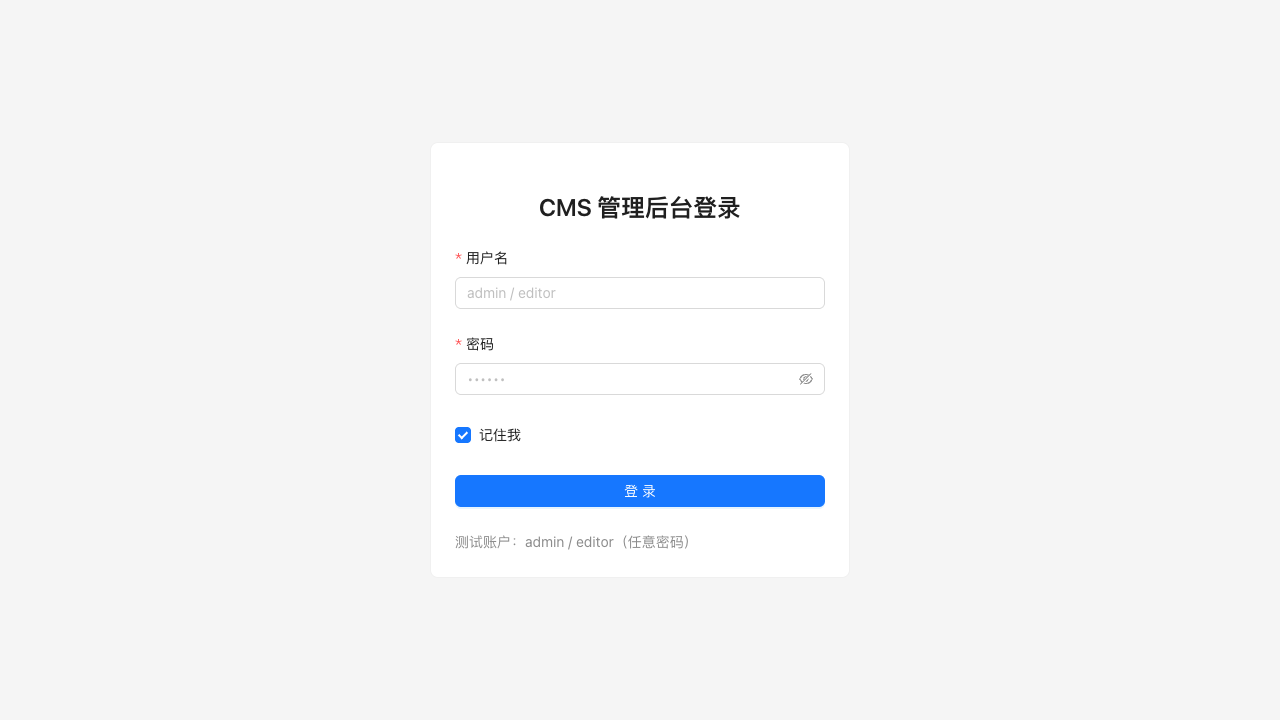 CMS 管理后台登录
* 用户名
admin / editor
* 密码
••••••
记住我
登 录
测试账户：admin / editor（任意密码）